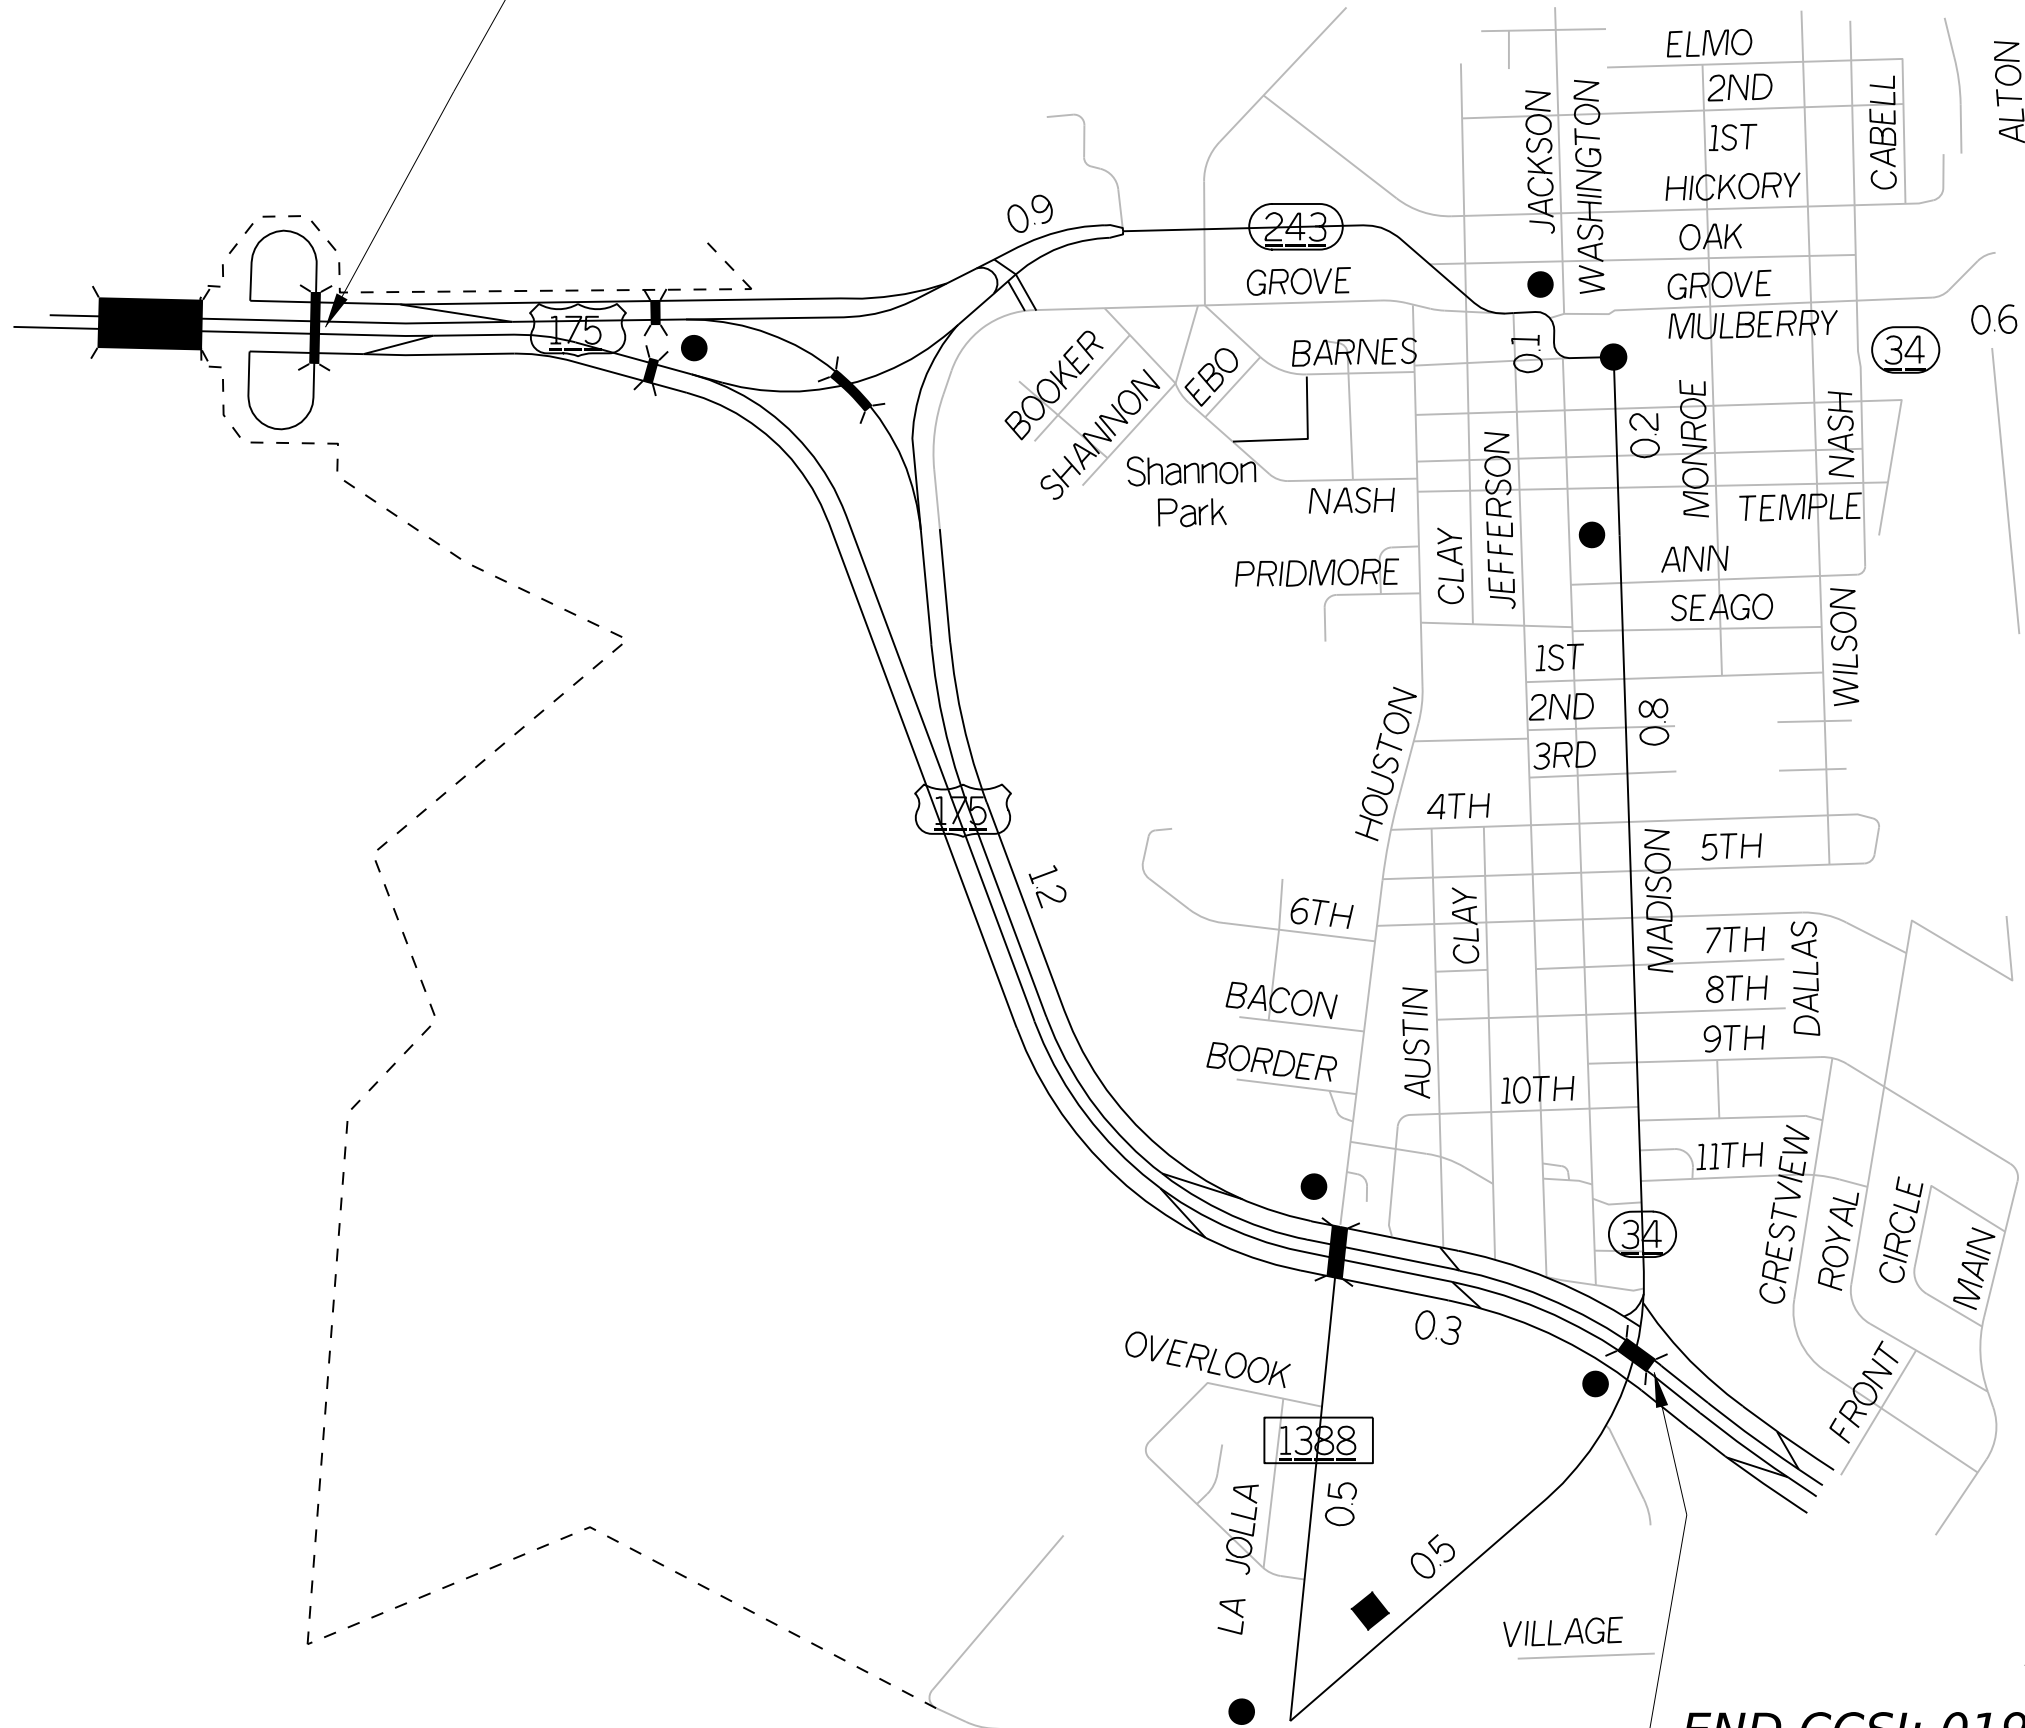 ELMO
2ND
1ST
HICKORY
OAK
GROVE
MULBERRY
JACKSON
WASHINGTON
CABELL
ALTON
0.9
243
GROVE
175
0.6
34
BOOKER
SHANNON
EBO
BARNES
0.1
0.2
MONROE
NASH
Shannon
Park
NASH
TEMPLE
PRIDMORE
CLAY
JEFFERSON
ANN
SEAGO
WILSON
1ST
2ND
3RD
0.8
HOUSTON
4TH
175
1.2
5TH
MADISON
6TH
CLAY
7TH
8TH
9TH
DALLAS
BACON
BORDER
AUSTIN
10TH
11TH
34
CRESTVIEW
ROYAL
CIRCLE
MAIN
0.3
OVERLOOK
FRONT
1388
0.5
0.5
LA JOLLA
VILLAGE